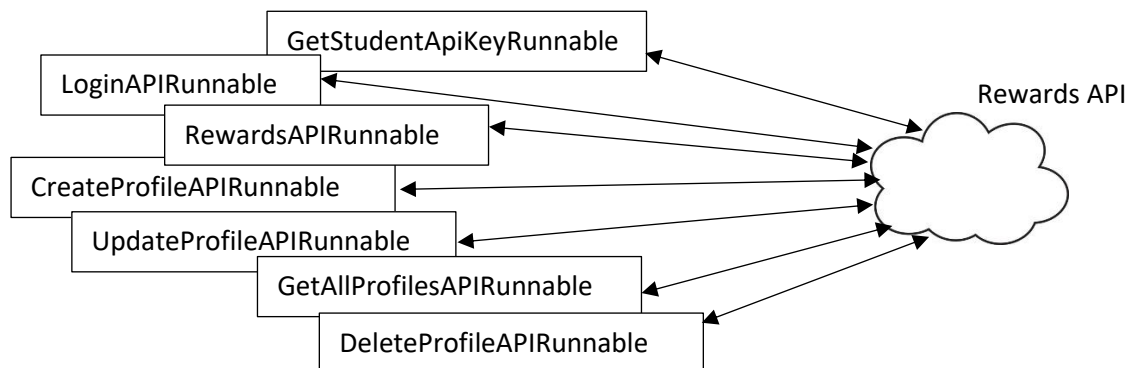 GetStudentApiKeyRunnable
LoginAPIRunnable
Rewards API
RewardsAPIRunnable
CreateProfileAPIRunnable
UpdateProfileAPIRunnable
GetAllProfilesAPIRunnable
DeleteProfileAPIRunnable